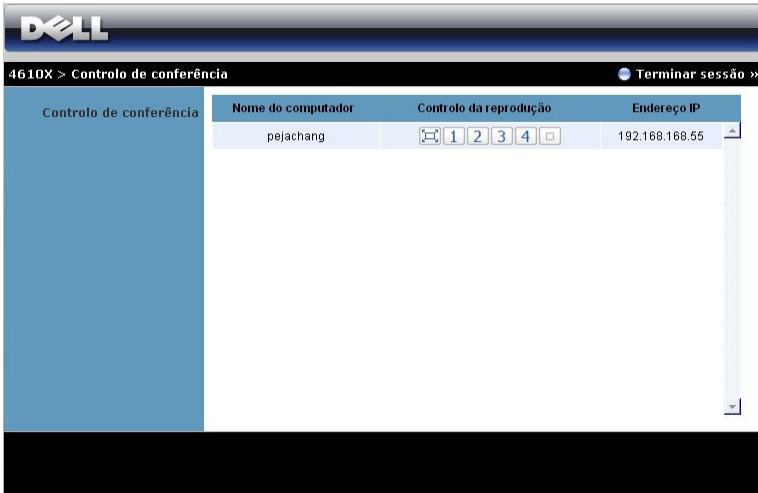 DELL
4610X > Controlo de conferência
Terminar sessão »
Controlo de conferência
Nome do computador Controlo da reprodução Endereço IP
pejachang 1 2 3 4 192.168.168.55